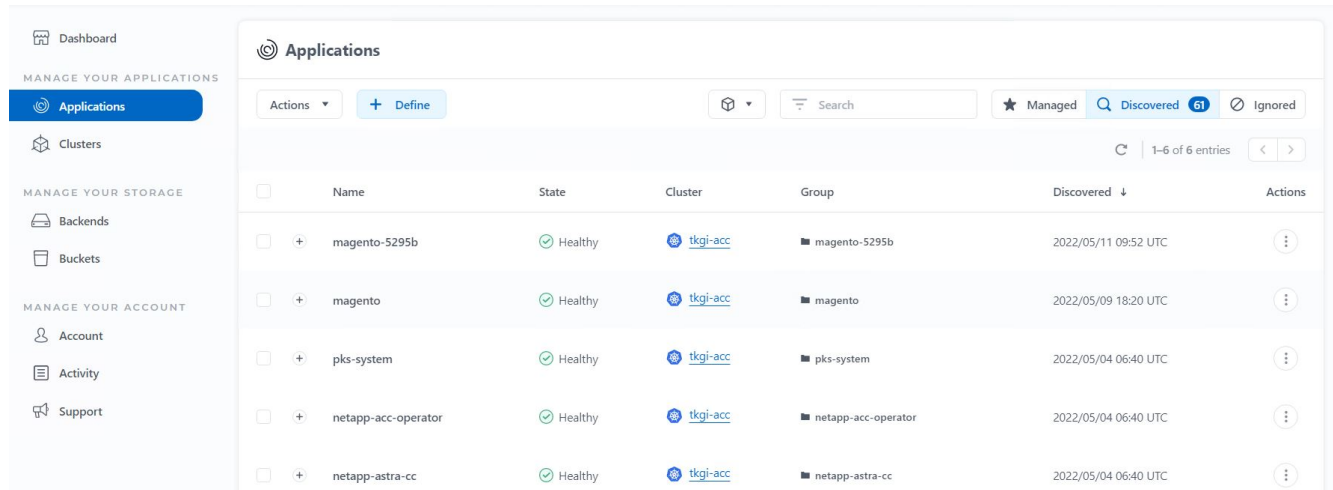 Dashboard
MANAGE YOUR APPLICATIONS
Applications
Clusters
MANAGE YOUR STORAGE
Backends
Buckets
MANAGE YOUR ACCOUNT
Account
Activity
Support
Applications
Actions + Define Search Managed Discovered 61 Ignored
1–6 of 6 entries < >
Name State Cluster Group Discovered ↓ Actions
+ magento-5295b Healthy tkgi-acc magento-5295b 2022/05/11 09:52 UTC
+ magento Healthy tkgi-acc magento 2022/05/09 18:20 UTC
+ pks-system Healthy tkgi-acc pks-system 2022/05/04 06:40 UTC
+ netapp-acc-operator Healthy tkgi-acc netapp-acc-operator 2022/05/04 06:40 UTC
+ netapp-astra-cc Healthy tkgi-acc netapp-astra-cc 2022/05/04 06:40 UTC